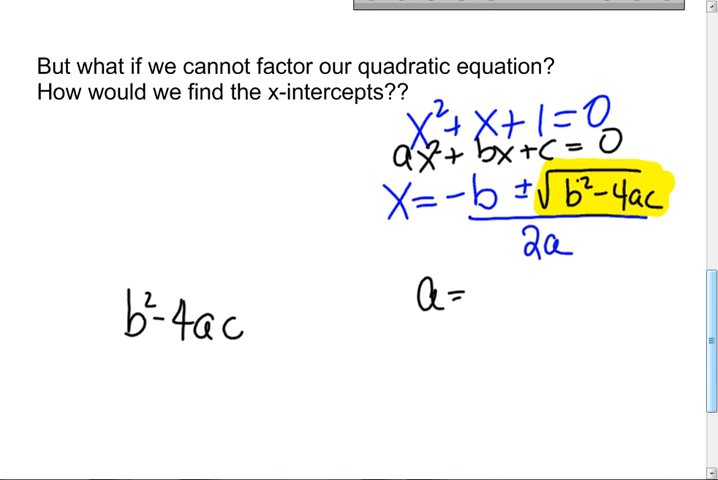 But what if we cannot factor our quadratic equation?
How would we find the x-intercepts??
x² + x + 1 = 0
ax² + bx + c = 0
x = -b ± √b²-4ac
2a
a =
b²-4ac